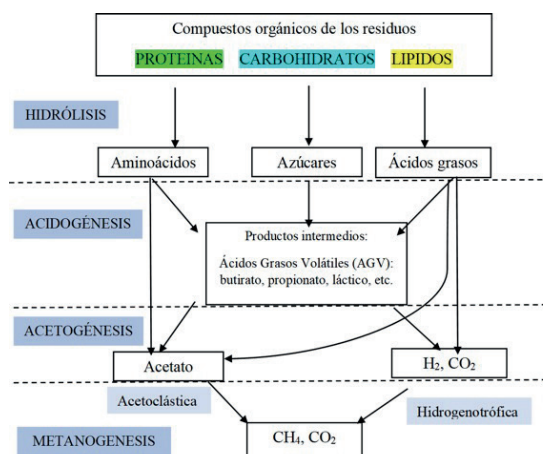 Compuestos orgánicos de los residuos
PROTEINAS CARBOHIDRATOS LIPIDOS
HIDRÓLISIS
Aminoácidos Azúcares Ácidos grasos
ACIDOGÉNESIS
Productos intermedios:
Ácidos Grasos Volátiles (AGV):
butirato, propionato, láctico, etc.
ACETOGÉNESIS
Acetato H₂, CO₂
Acetoclástica Hidrogenotrófica
METANOGENESIS CH₄, CO₂